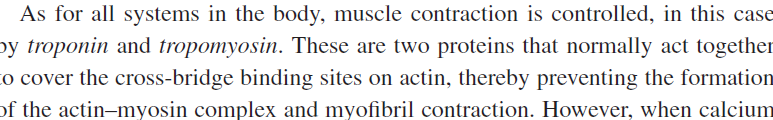 As for all systems in the body, muscle contraction is controlled, in this case
by troponin and tropomyosin. These are two proteins that normally act together
to cover the cross-bridge binding sites on actin, thereby preventing the formation
of the actin–myosin complex and myofibril contraction. However, when calcium